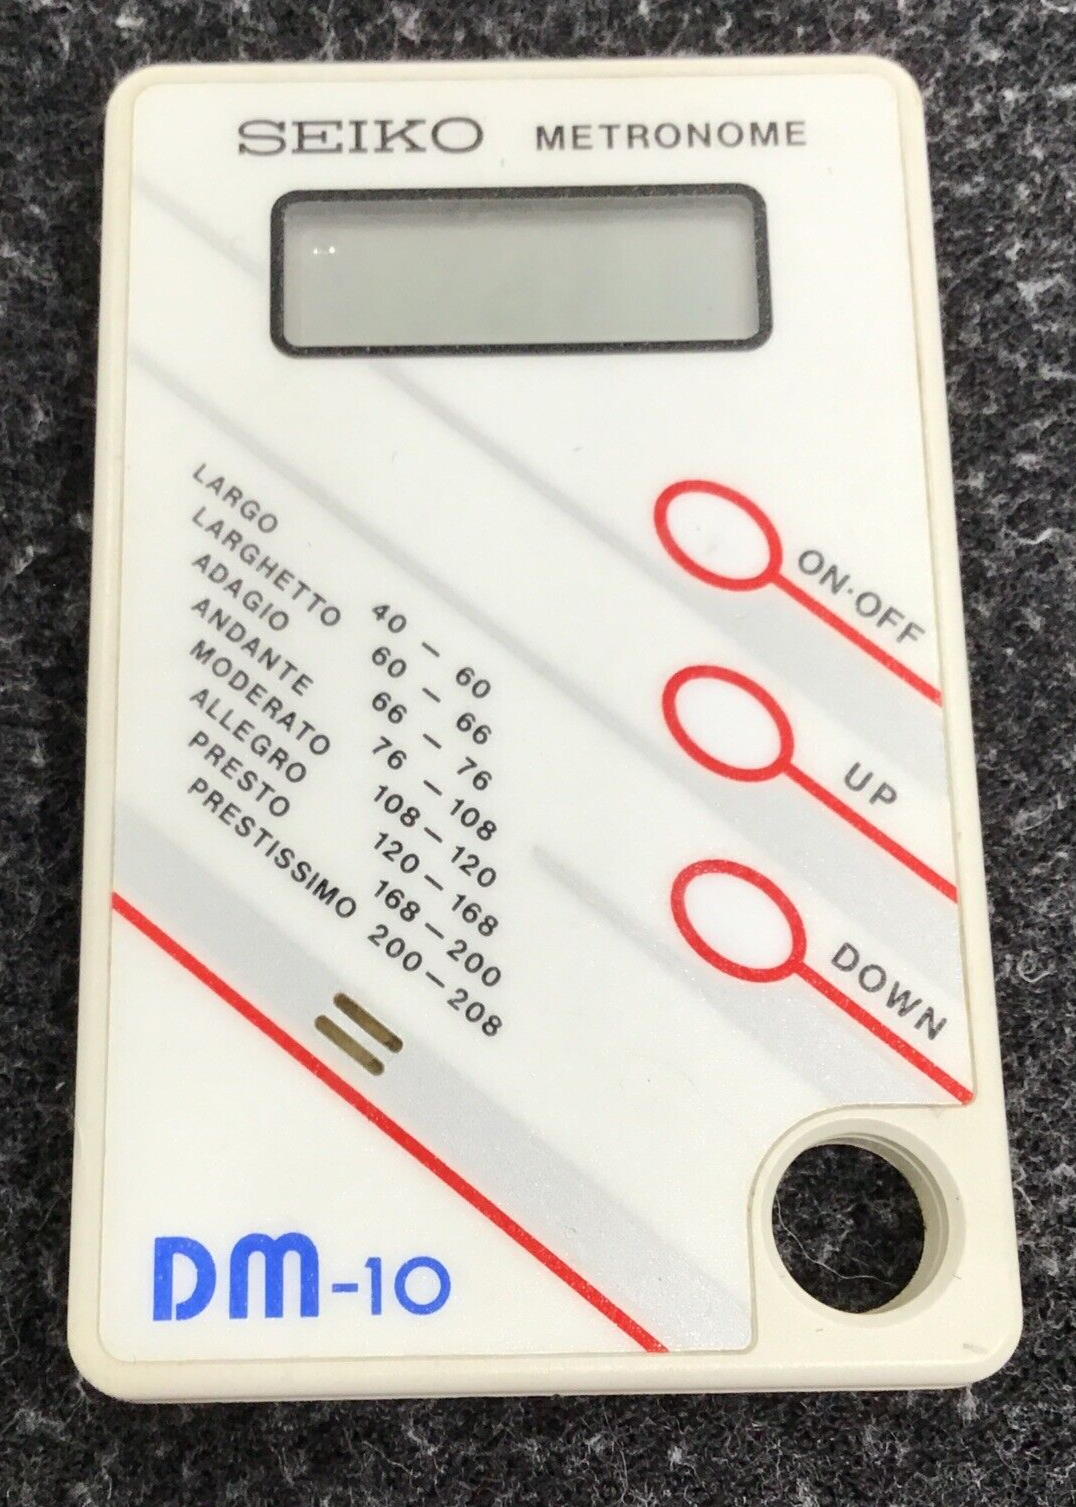 SEIKO METRONOME
ON·OFF
UP
DOWN
LARGO 40 – 60
LARGHETTO 60 – 66
ADAGIO 66 – 76
ANDANTE 76 – 108
MODERATO 108 – 120
ALLEGRO 120 – 168
PRESTO 168 – 200
PRESTISSIMO 200 – 208
DM-10